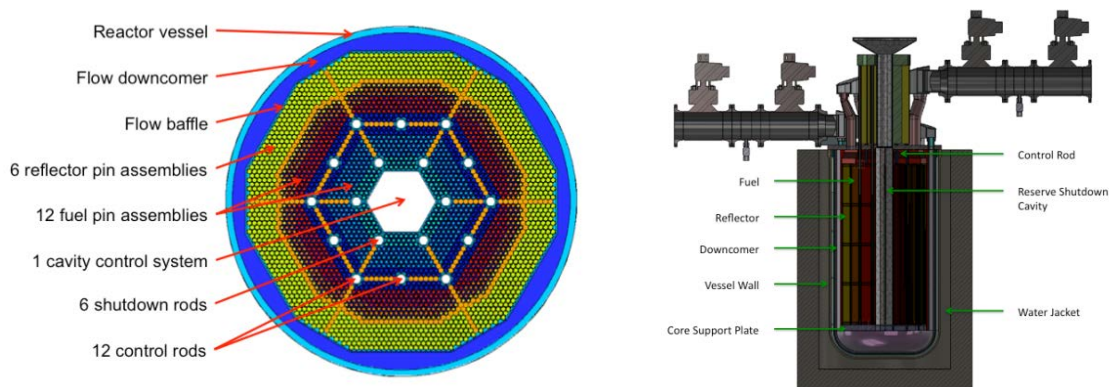 Reactor vessel
Flow downcomer
Flow baffle
6 reflector pin assemblies
12 fuel pin assemblies
1 cavity control system
6 shutdown rods
12 control rods
Fuel
Reflector
Downcomer
Vessel Wall
Core Support Plate
Control Rod
Reserve Shutdown
Cavity
Water Jacket